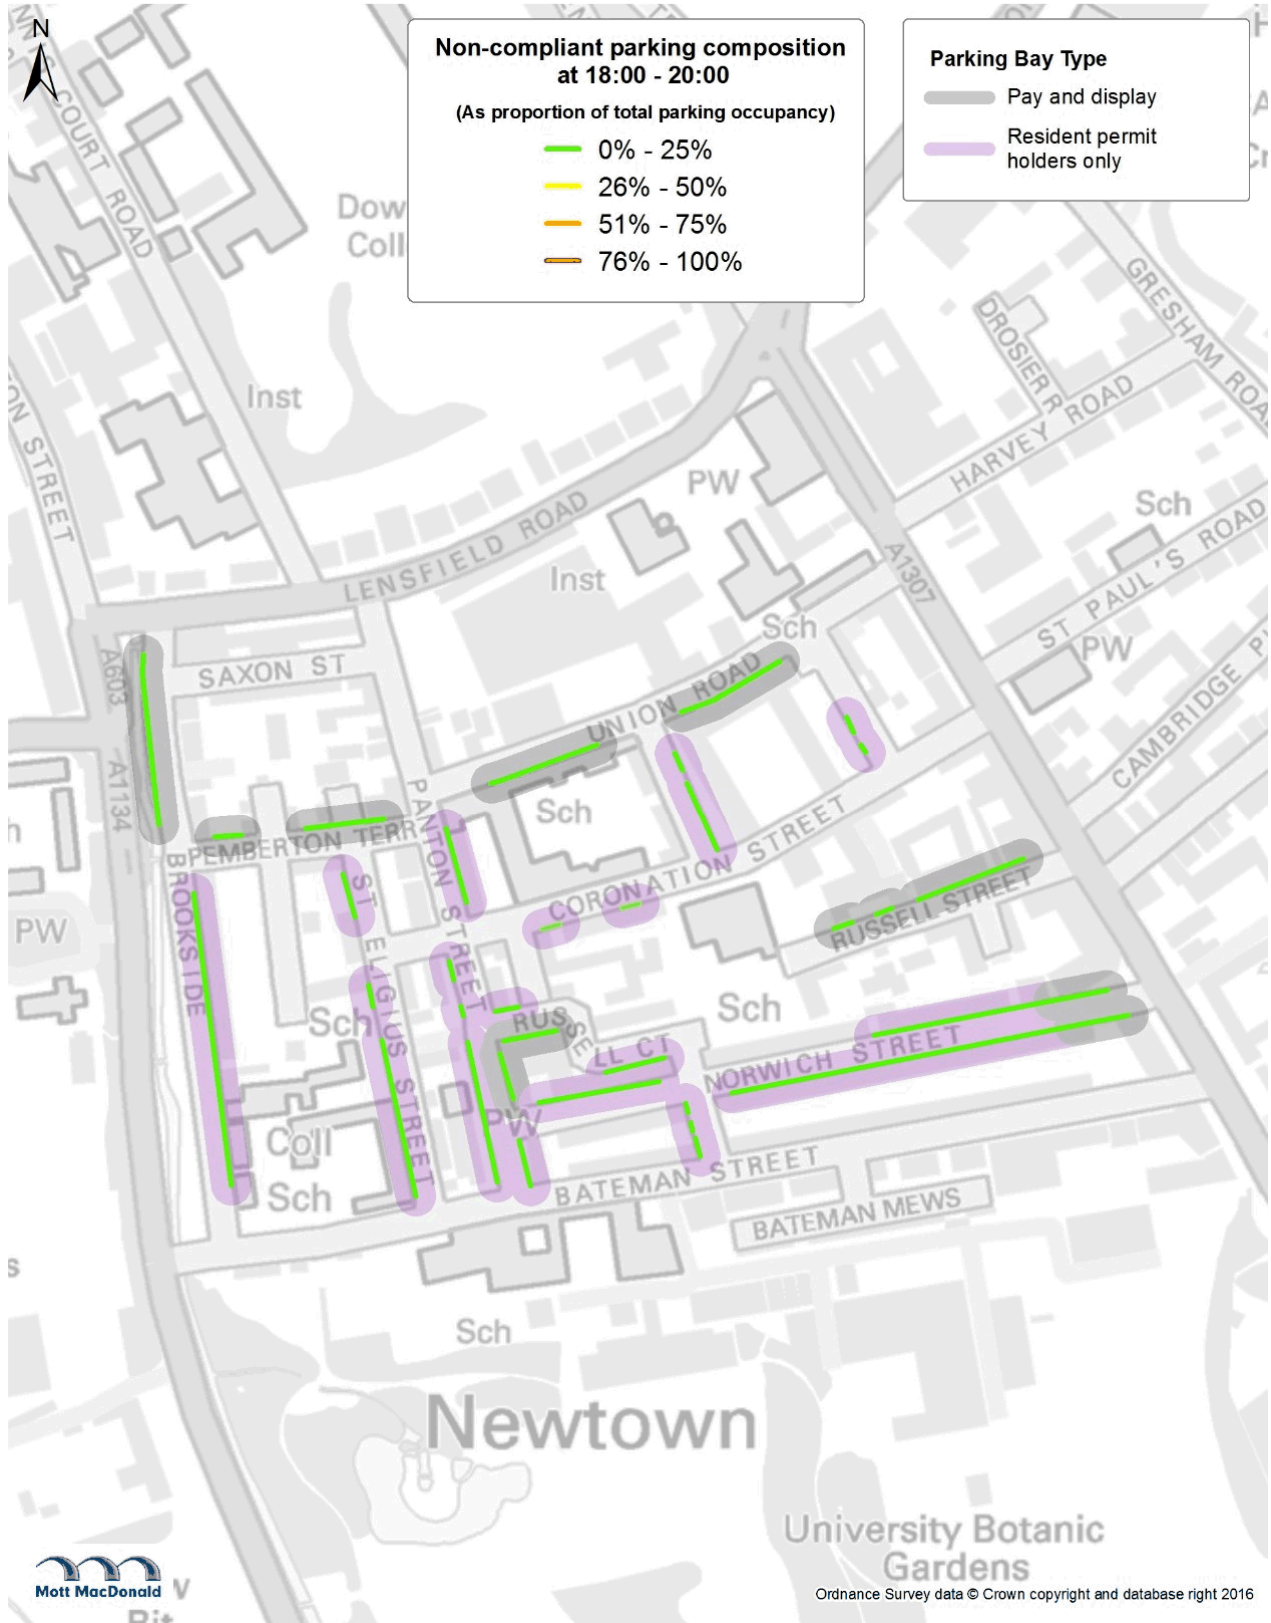 N
Non-compliant parking composition
at 18:00 - 20:00
(As proportion of total parking occupancy)
0% - 25%
26% - 50%
51% - 75%
76% - 100%
Parking Bay Type
Pay and display
Resident permit
holders only
COURT ROAD
Dow
Coll
GRESHAM ROA
DROSIER R
HARVEY ROAD
Inst
ON STREET
PW
Sch
LENSFIELD ROAD
Inst
A1307
ST PAUL'S ROAD
Sch
PW
A603
SAXON ST
UNION ROAD
CAMBRIDGE P
A1134
PANTON STREET
Sch
PEMBERTON TERR
BROOKSIDE
ST ELIGIUS STREET
CORONATION STREET
RUSSELL STREET
PW
Sch
Sch
RUSSELL CT
NORWICH STREET
PW
Coll
Sch
BATEMAN STREET
BATEMAN MEWS
S
Sch
Newtown
University Botanic
Gardens
Mott MacDonald
W
Ordnance Survey data © Crown copyright and database right 2016